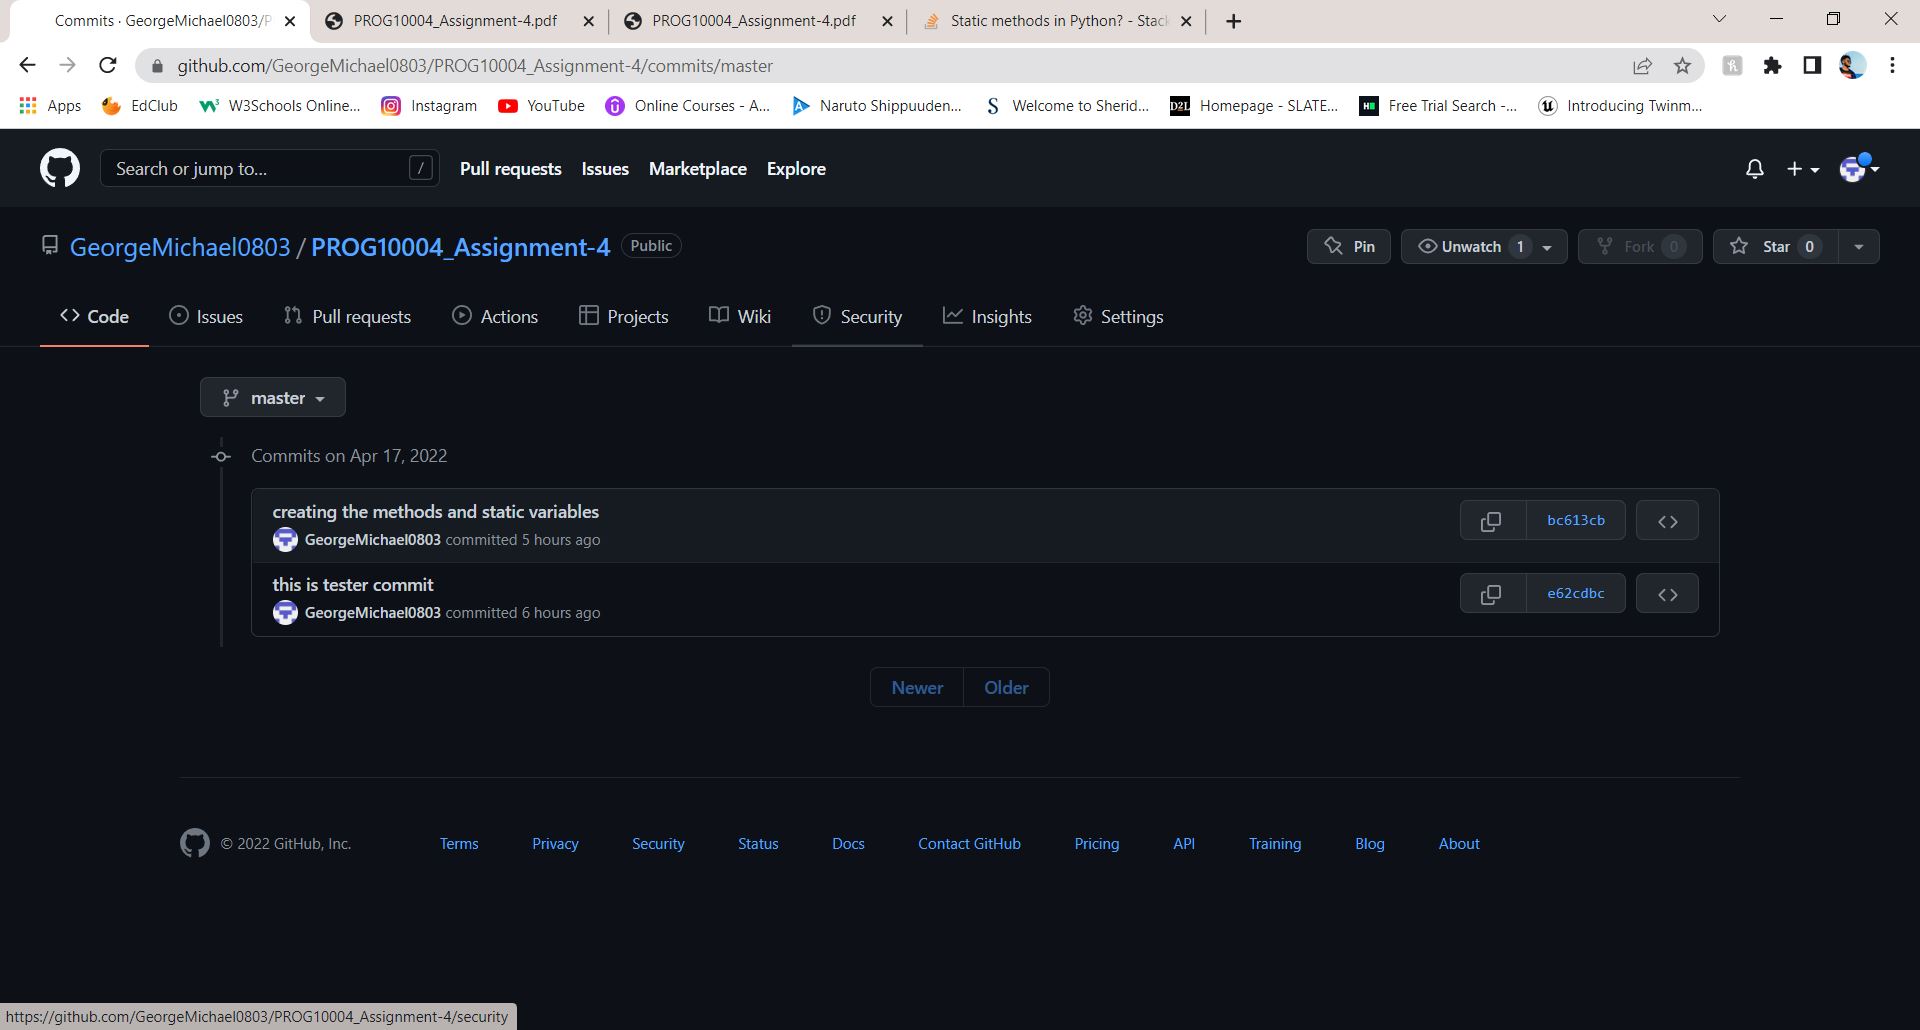 Commits · GeorgeMichael0803/P
PROG10004_Assignment-4.pdf
PROG10004_Assignment-4.pdf
Static methods in Python? - Stack
github.com/GeorgeMichael0803/PROG10004_Assignment-4/commits/master
Apps
EdClub
W3Schools Online...
Instagram
YouTube
Online Courses - A...
Naruto Shippuuden...
Welcome to Sherid...
D2L
Homepage - SLATE...
Free Trial Search -...
Introducing Twinm...
Search or jump to... /
Pull requests
Issues
Marketplace
Explore
GeorgeMichael0803 / PROG10004_Assignment-4 Public
Pin
Unwatch 1
Fork 0
Star 0
Code
Issues
Pull requests
Actions
Projects
Wiki
Security
Insights
Settings
master
Commits on Apr 17, 2022
creating the methods and static variables
GeorgeMichael0803 committed 5 hours ago
bc613cb
this is tester commit
GeorgeMichael0803 committed 6 hours ago
e62cdbc
Newer
Older
© 2022 GitHub, Inc.
Terms
Privacy
Security
Status
Docs
Contact GitHub
Pricing
API
Training
Blog
About
https://github.com/GeorgeMichael0803/PROG10004_Assignment-4/security